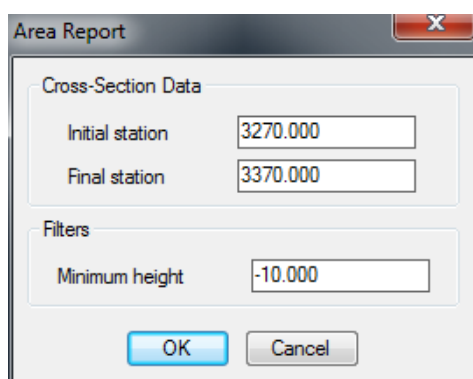 Area Report
X
Cross-Section Data
Initial station 3270.000
Final station 3370.000
Filters
Minimum height -10.000
OK Cancel